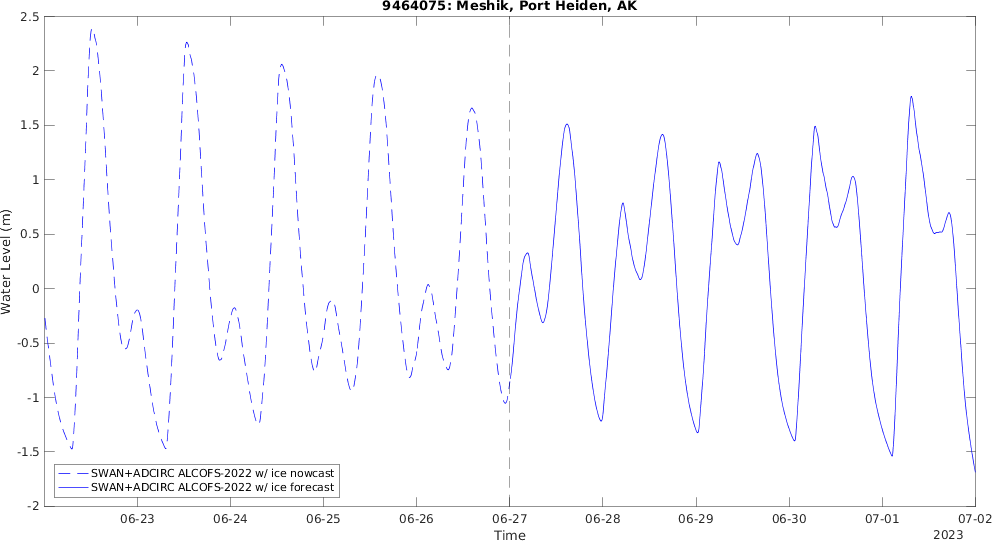 9464075: Meshik, Port Heiden, AK
2.5
2
1.5
1
0.5
0
-0.5
-1
-1.5
-2
Water Level (m)
SWAN+ADCIRC ALCOFS-2022 w/ ice nowcast
SWAN+ADCIRC ALCOFS-2022 w/ ice forecast
06-23 06-24 06-25 06-26 06-27 06-28 06-29 06-30 07-01 07-02
Time
2023